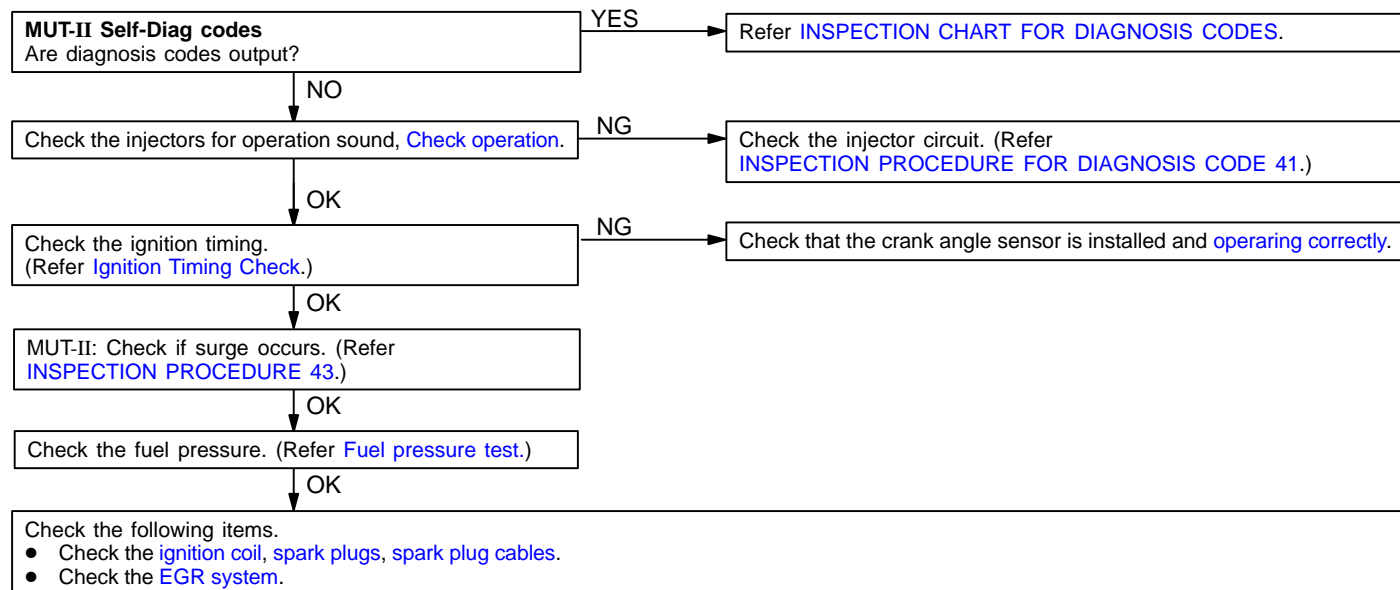 MUT-II Self-Diag codes
Are diagnosis codes output?
YES
Refer INSPECTION CHART FOR DIAGNOSIS CODES.
NO
Check the injectors for operation sound, Check operation.
NG
Check the injector circuit. (Refer
INSPECTION PROCEDURE FOR DIAGNOSIS CODE 41.)
OK
Check the ignition timing.
(Refer Ignition Timing Check.)
NG
Check that the crank angle sensor is installed and operaring correctly.
OK
MUT-II: Check if surge occurs. (Refer
INSPECTION PROCEDURE 43.)
OK
Check the fuel pressure. (Refer Fuel pressure test.)
OK
Check the following items.
● Check the ignition coil, spark plugs, spark plug cables.
● Check the EGR system.